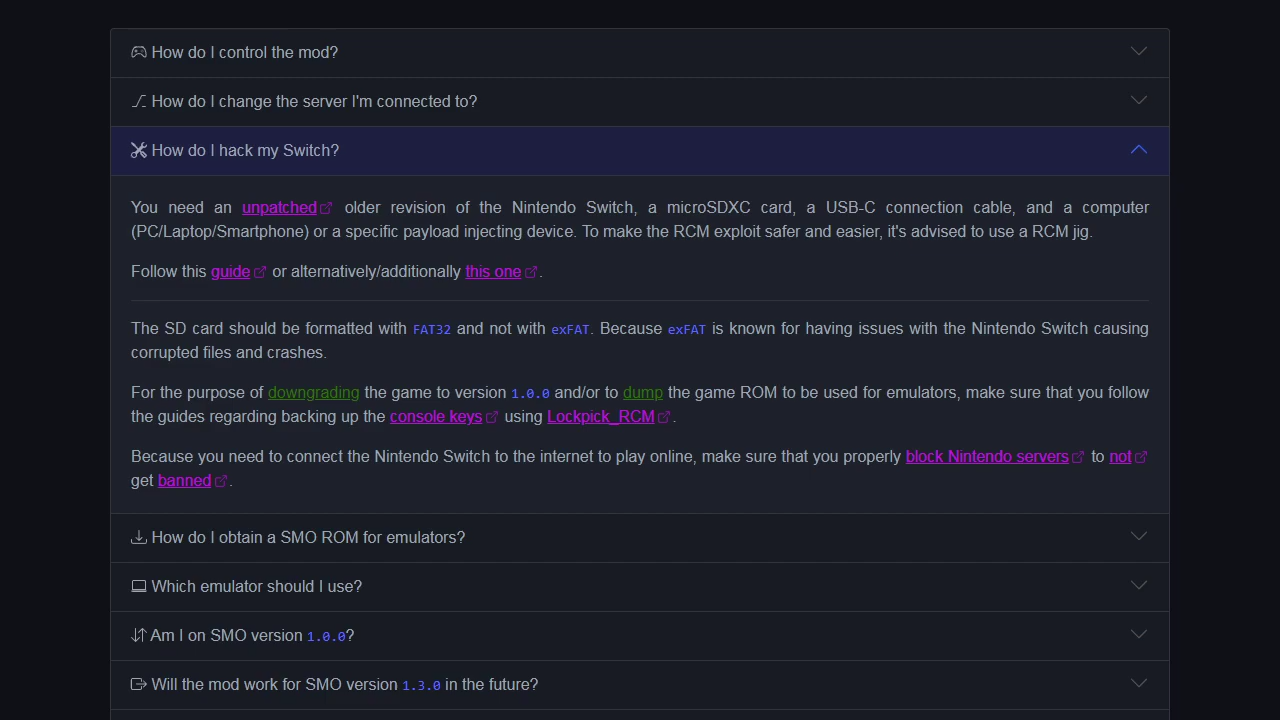 How do I control the mod?
How do I change the server I'm connected to?
How do I hack my Switch?
You need an unpatched older revision of the Nintendo Switch, a microSDXC card, a USB-C connection cable, and a computer
(PC/Laptop/Smartphone) or a specific payload injecting device. To make the RCM exploit safer and easier, it's advised to use a RCM jig.
Follow this guide or alternatively/additionally this one.
The SD card should be formatted with FAT32 and not with exFAT. Because exFAT is known for having issues with the Nintendo Switch causing
corrupted files and crashes.
For the purpose of downgrading the game to version 1.0.0 and/or to dump the game ROM to be used for emulators, make sure that you follow
the guides regarding backing up the console keys using Lockpick_RCM.
Because you need to connect the Nintendo Switch to the internet to play online, make sure that you properly block Nintendo servers to not
get banned.
How do I obtain a SMO ROM for emulators?
Which emulator should I use?
Am I on SMO version 1.0.0?
Will the mod work for SMO version 1.3.0 in the future?